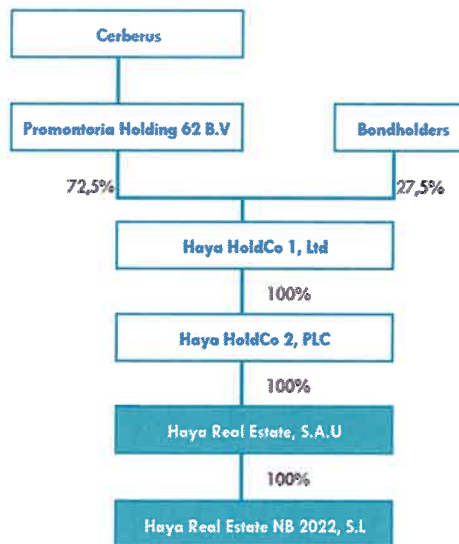 Cerberus
Promontoria Holding 62 B.V
Bondholders
72,5%
27,5%
Haya HoldCo 1, Ltd
100%
Haya HoldCo 2, PLC
100%
Haya Real Estate, S.A.U
100%
Haya Real Estate NB 2022, S.L